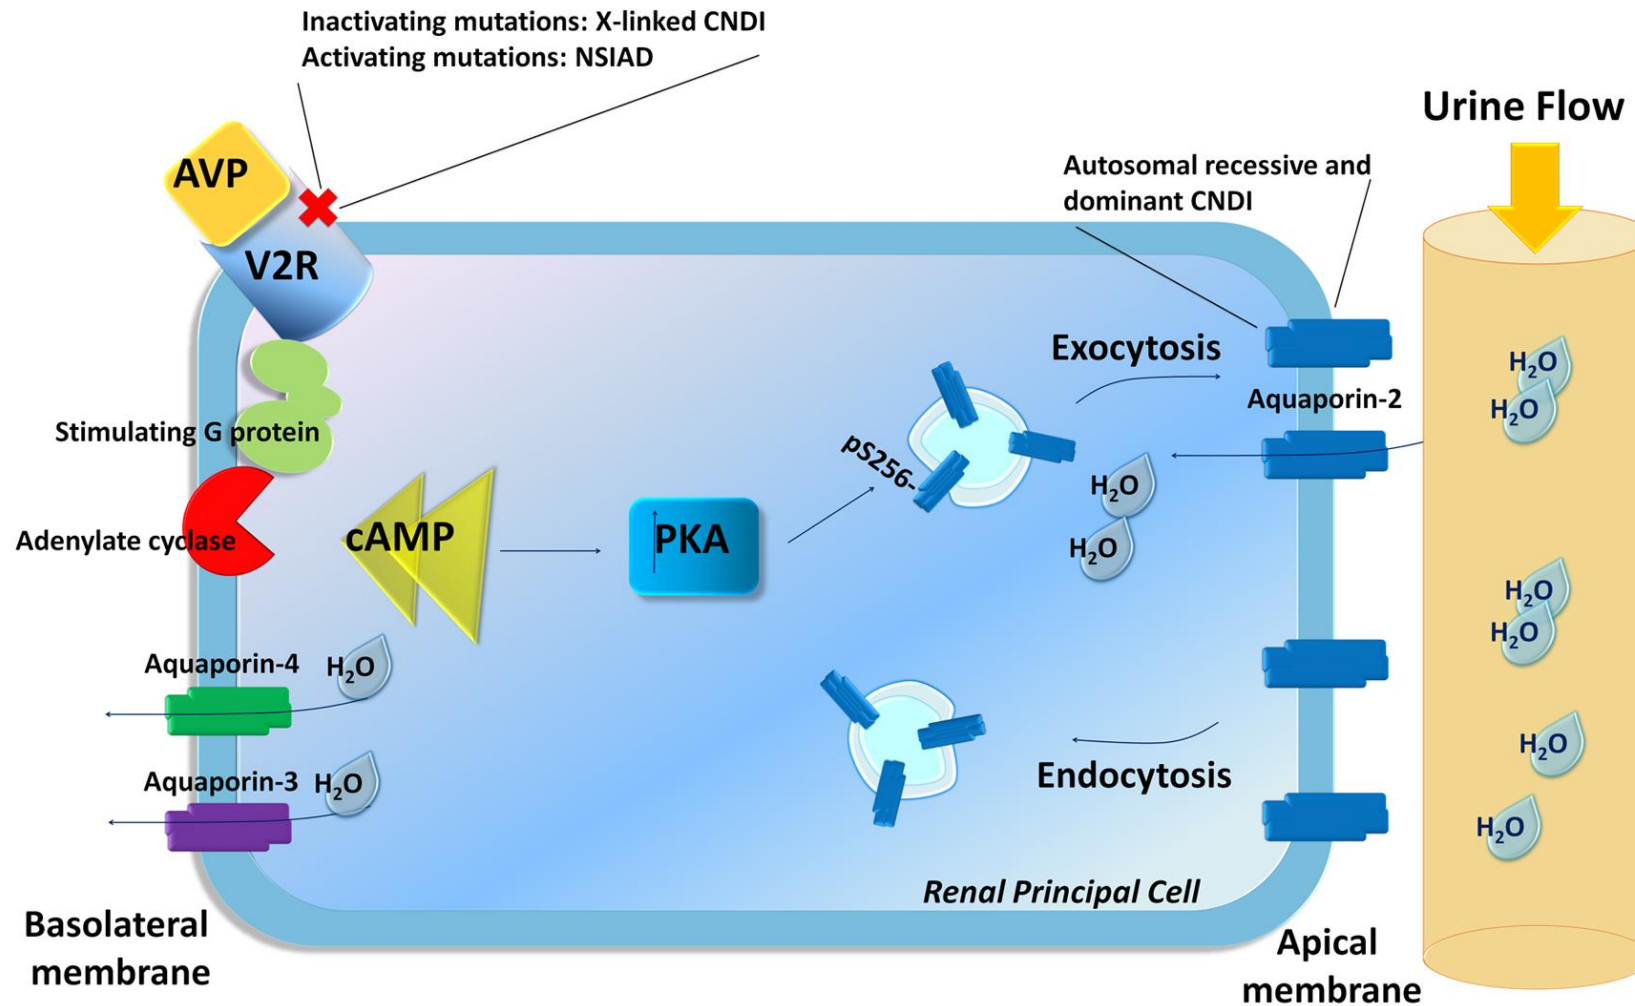 Inactivating mutations: X-linked CNDI
Activating mutations: NSIAD
Urine Flow
AVP
V2R
Autosomal recessive and
dominant CNDI
Exocytosis
H₂O
H₂O
Aquaporin-2
Stimulating G protein
pS256-
H₂O
H₂O
Adenylate cyclase
cAMP
PKA
H₂O
H₂O
Aquaporin-4
H₂O
Aquaporin-3
H₂O
Endocytosis
H₂O
H₂O
Renal Principal Cell
Basolateral
membrane
Apical
membrane